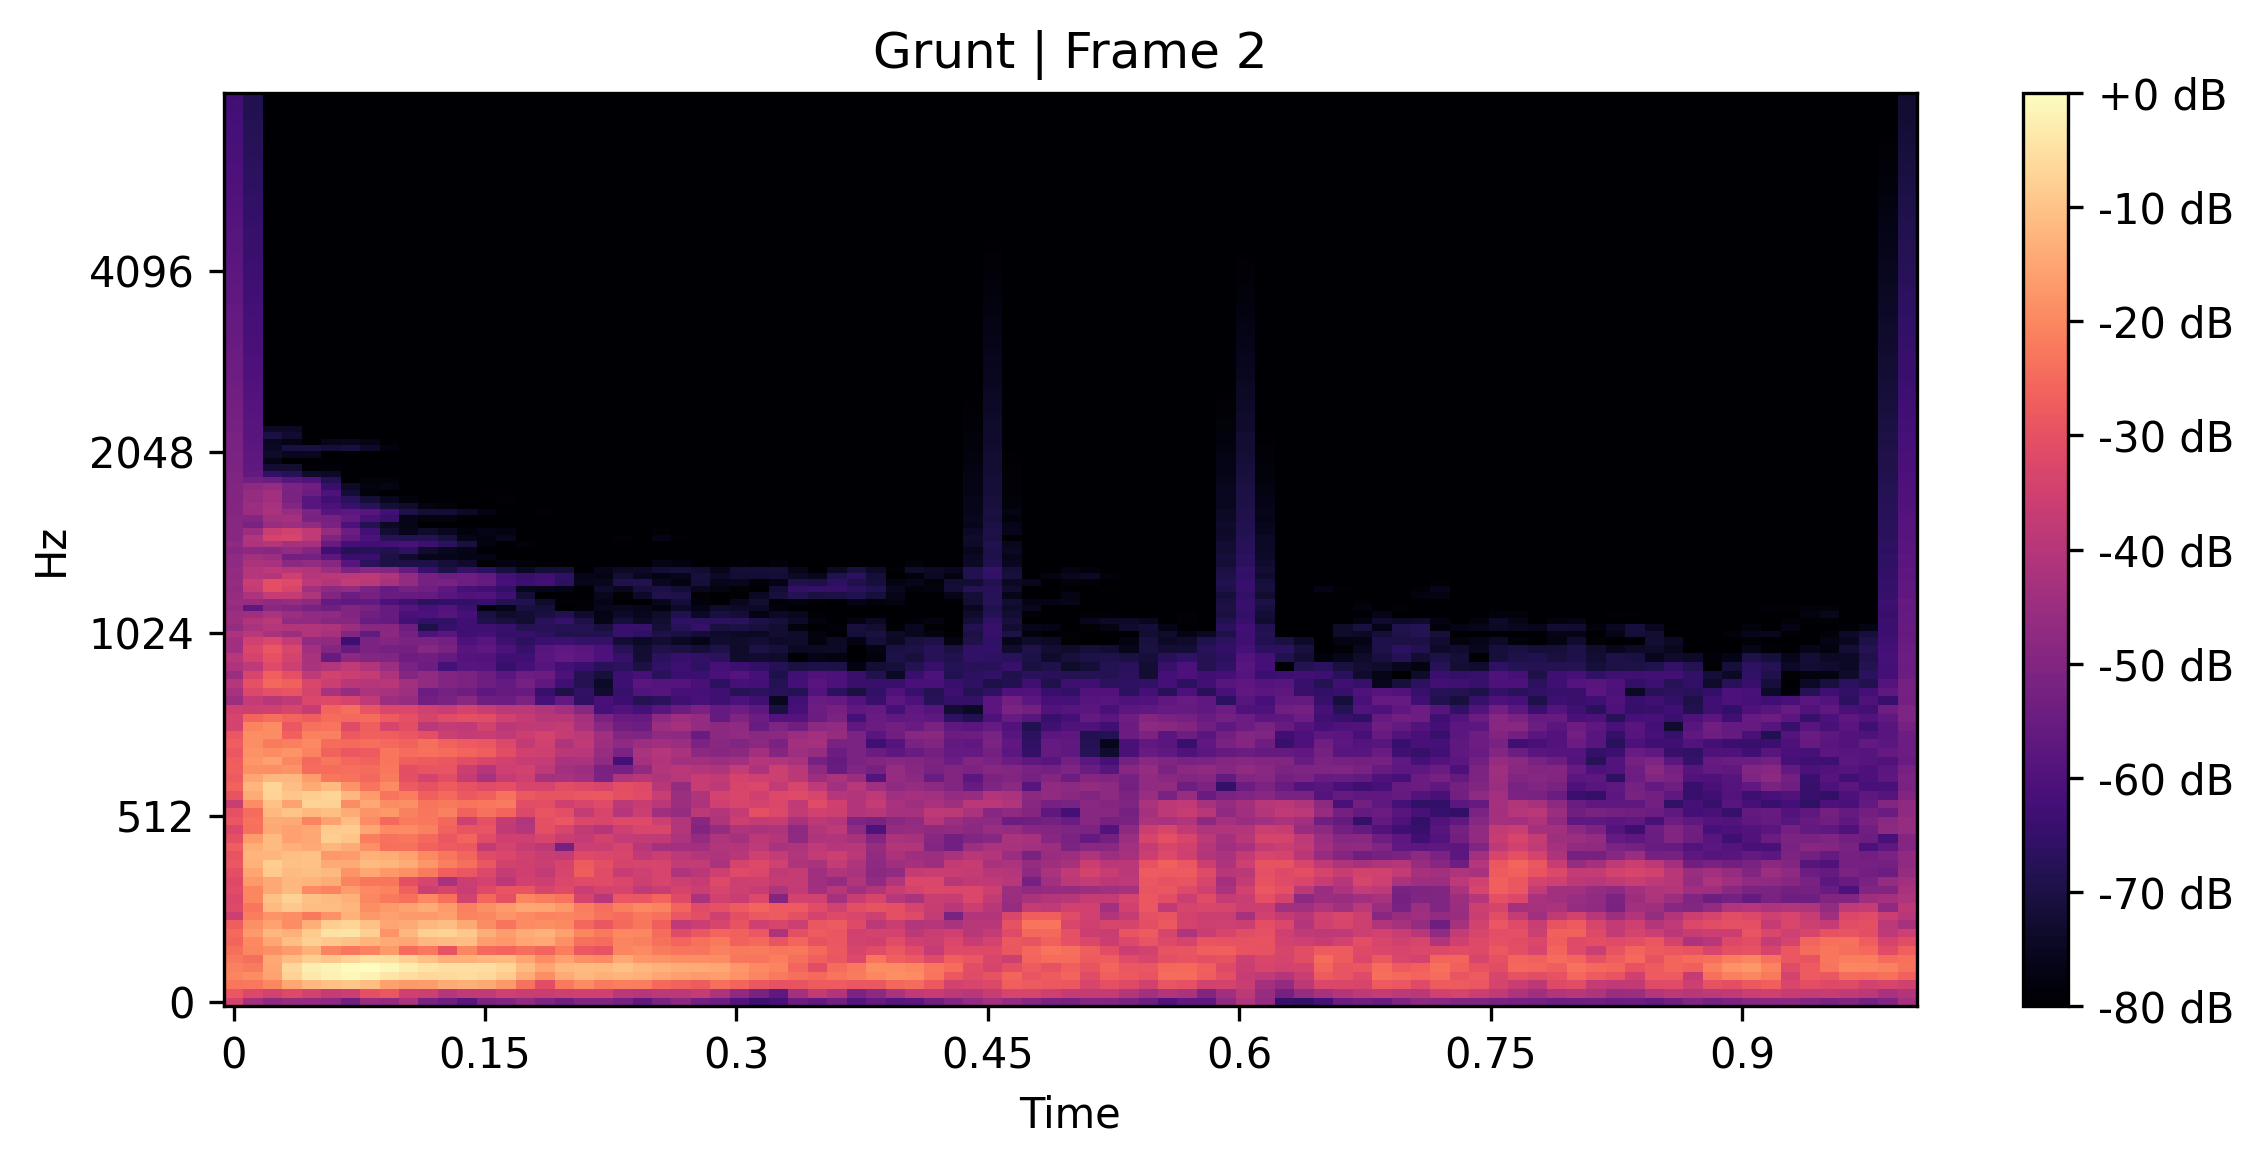 Grunt | Frame 2
+0 dB
-10 dB
-20 dB
-30 dB
-40 dB
-50 dB
-60 dB
-70 dB
-80 dB
Hz
4096
2048
1024
512
0
0 0.15 0.3 0.45 0.6 0.75 0.9
Time